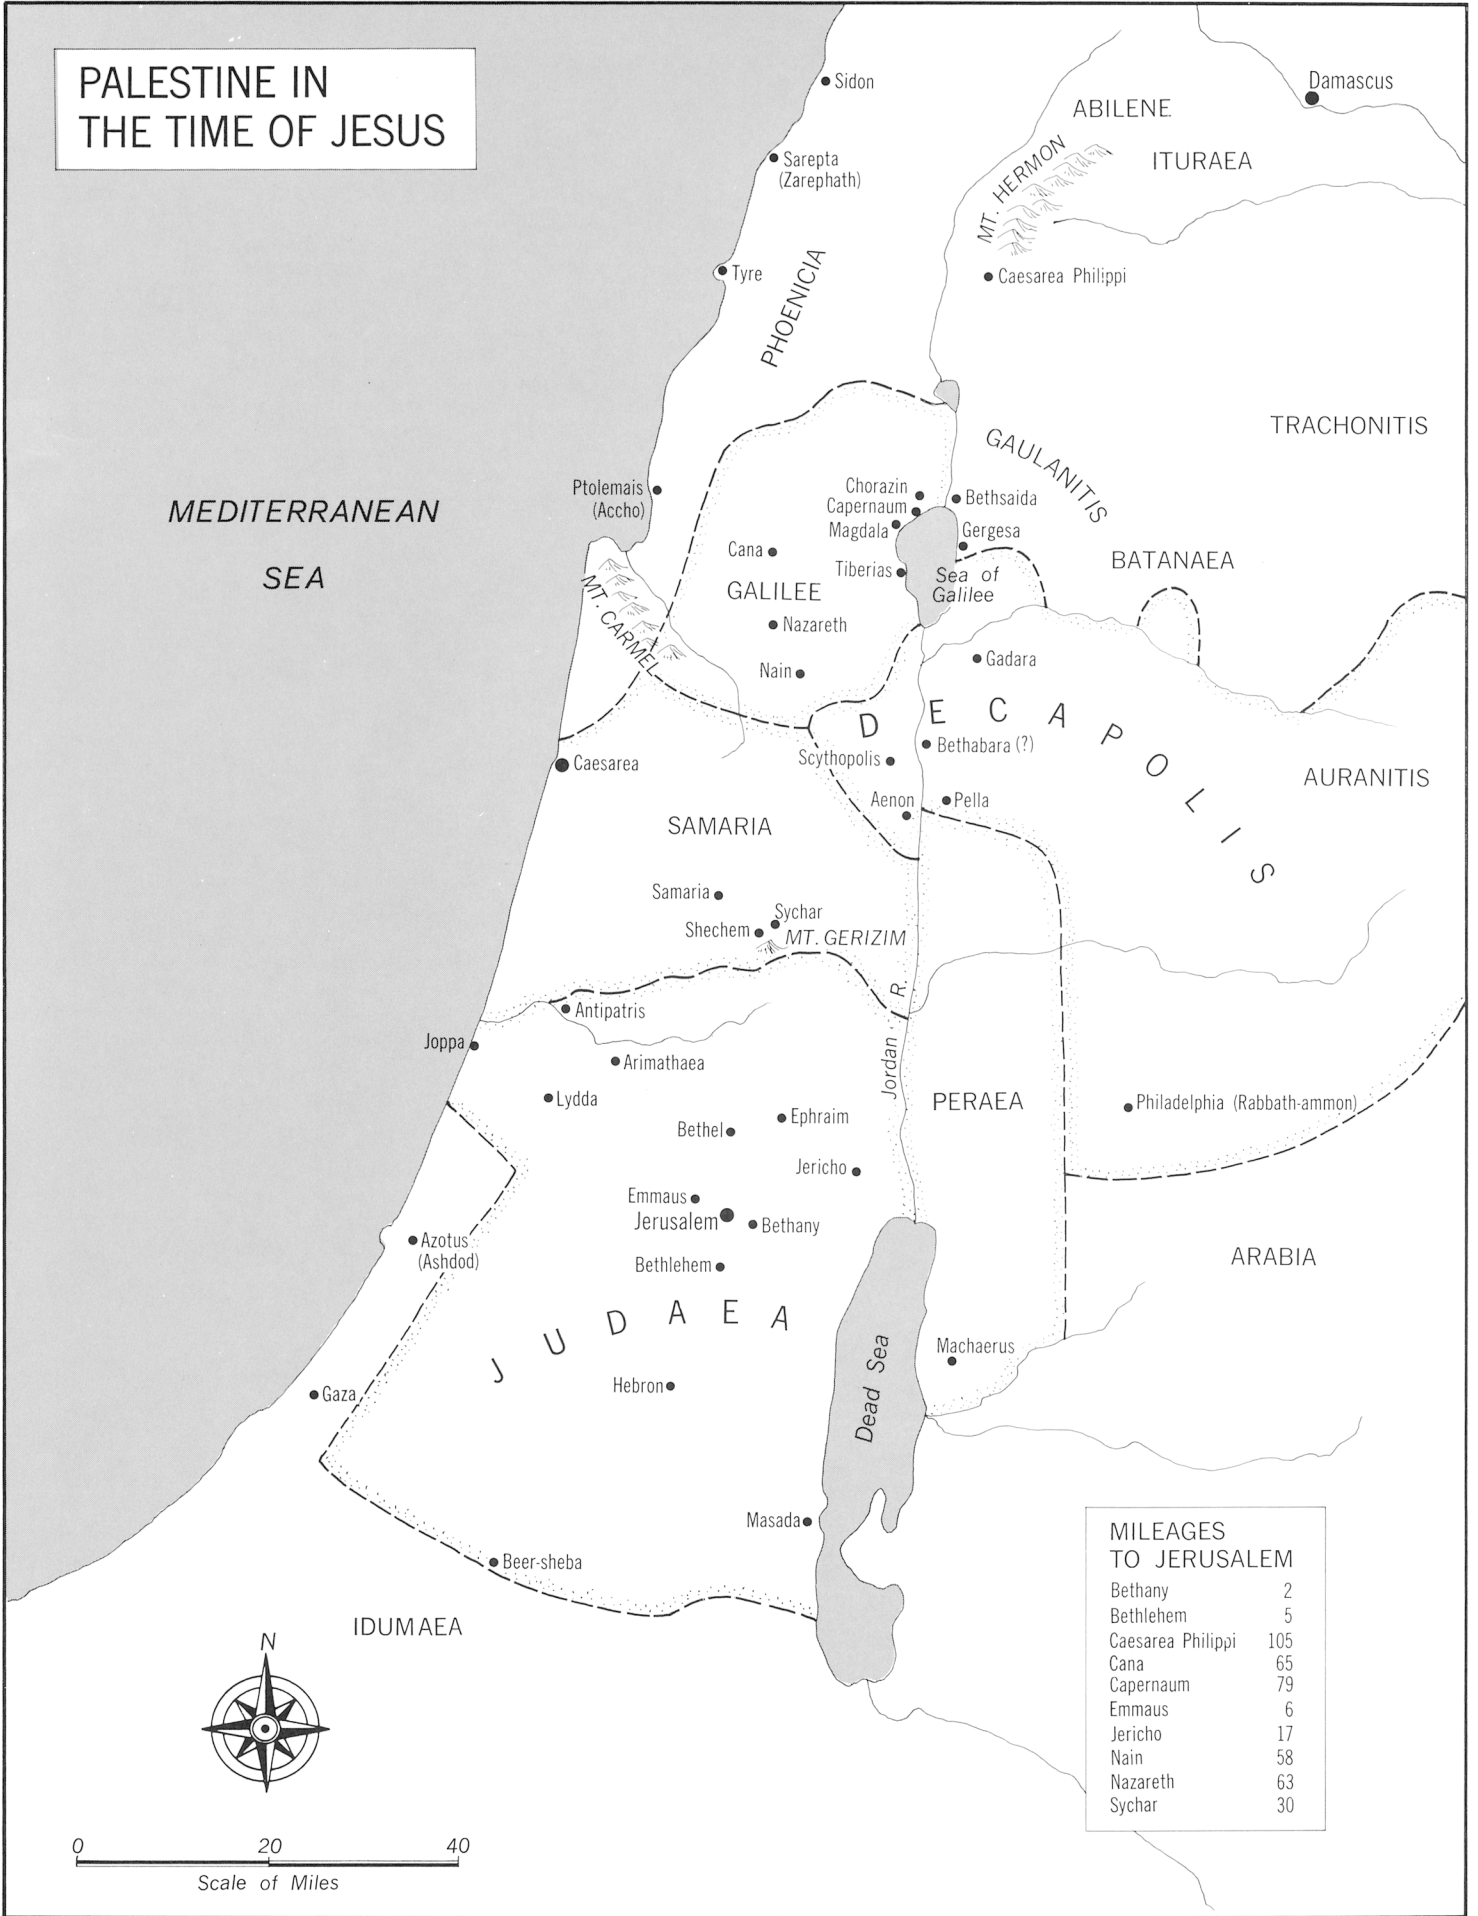 PALESTINE IN
THE TIME OF JESUS
Sidon
Damascus
ABILENE
ITURAEA
MT. HERMON
Sarepta
(Zarephath)
Tyre
PHOENICIA
Caesarea Philippi
TRACHONITIS
GAULANITIS
MEDITERRANEAN
SEA
Ptolemais
(Accho)
Chorazin
Capernaum
Magdala
Bethsaida
Gergesa
BATANAEA
Cana
Tiberias
Sea of
Galilee
GALILEE
MT. CARMEL
Nazareth
Nain
Gadara
DECAPOLIS
Bethabara (?)
Scythopolis
Caesarea
AURANITIS
Aenon
Pella
SAMARIA
Samaria
Sychar
Shechem
MT. GERIZIM
Jordan R.
Antipatris
Joppa
Arimathaea
Lydda
PERAEA
Philadelphia (Rabbath-ammon)
Ephraim
Bethel
Jericho
Emmaus
Jerusalem
Bethany
Azotus
(Ashdod)
Bethlehem
ARABIA
JUDAEA
Machaerus
Dead Sea
Hebron
Gaza
Masada
Beer-sheba
IDUMAEA
MILEAGES
TO JERUSALEM
Bethany 2
Bethlehem 5
Caesarea Philippi 105
Cana 65
Capernaum 79
Emmaus 6
Jericho 17
Nain 58
Nazareth 63
Sychar 30
N
0 20 40
Scale of Miles